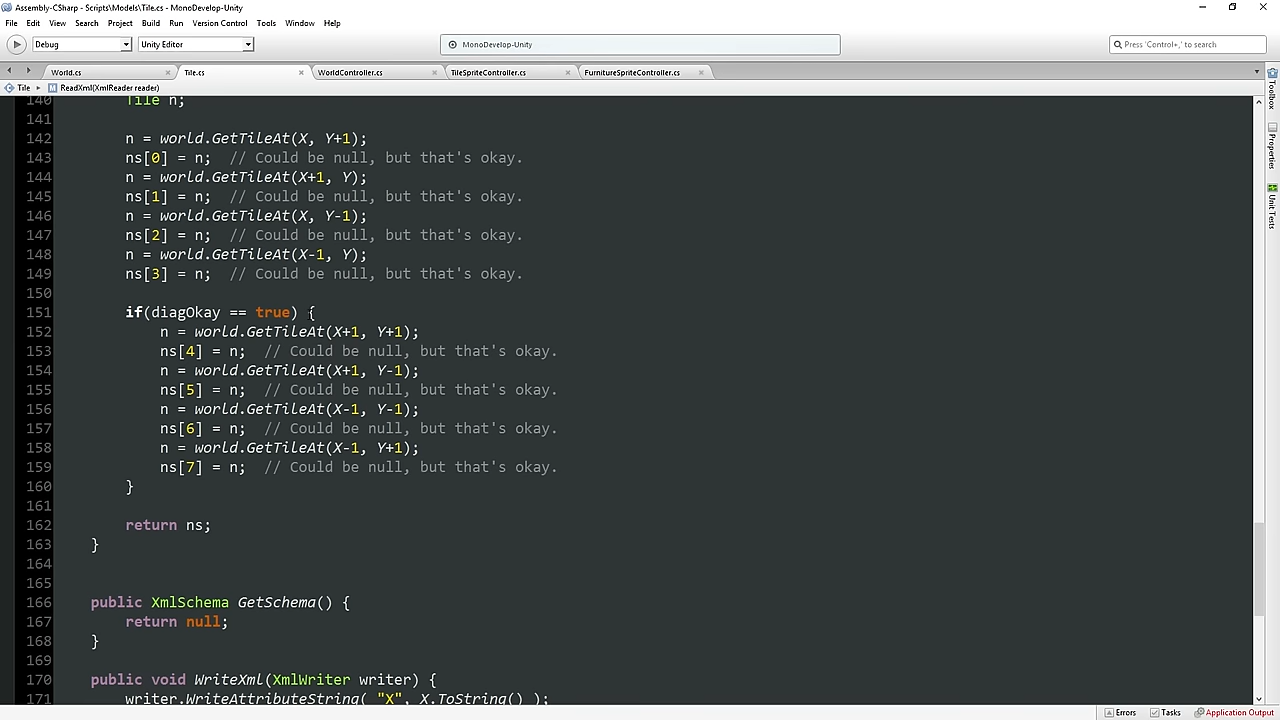 Assembly-CSharp - Scripts\Models\Tile.cs - MonoDevelop-Unity
File Edit View Search Project Build Run Version Control Tools Window Help
Debug Unity Editor MonoDevelop-Unity Press 'Control+,' to search
World.cs Tile.cs WorldController.cs TileSpriteController.cs FurnitureSpriteController.cs
Tile ReadXml(XmlReader reader)
140 Tile n;
141
142 n = world.GetTileAt(X, Y+1);
143 ns[0] = n; // Could be null, but that's okay.
144 n = world.GetTileAt(X+1, Y);
145 ns[1] = n; // Could be null, but that's okay.
146 n = world.GetTileAt(X, Y-1);
147 ns[2] = n; // Could be null, but that's okay.
148 n = world.GetTileAt(X-1, Y);
149 ns[3] = n; // Could be null, but that's okay.
150
151 if(diagOkay == true) {
152 n = world.GetTileAt(X+1, Y+1);
153 ns[4] = n; // Could be null, but that's okay.
154 n = world.GetTileAt(X+1, Y-1);
155 ns[5] = n; // Could be null, but that's okay.
156 n = world.GetTileAt(X-1, Y-1);
157 ns[6] = n; // Could be null, but that's okay.
158 n = world.GetTileAt(X-1, Y+1);
159 ns[7] = n; // Could be null, but that's okay.
160 }
161
162 return ns;
163 }
164
165
166 public XmlSchema GetSchema() {
167 return null;
168 }
169
170 public void WriteXml(XmlWriter writer) {
171 writer.WriteAttributeString( "X", X.ToString() );
Toolbox
Properties
Unit Tests
Errors Tasks Application Output